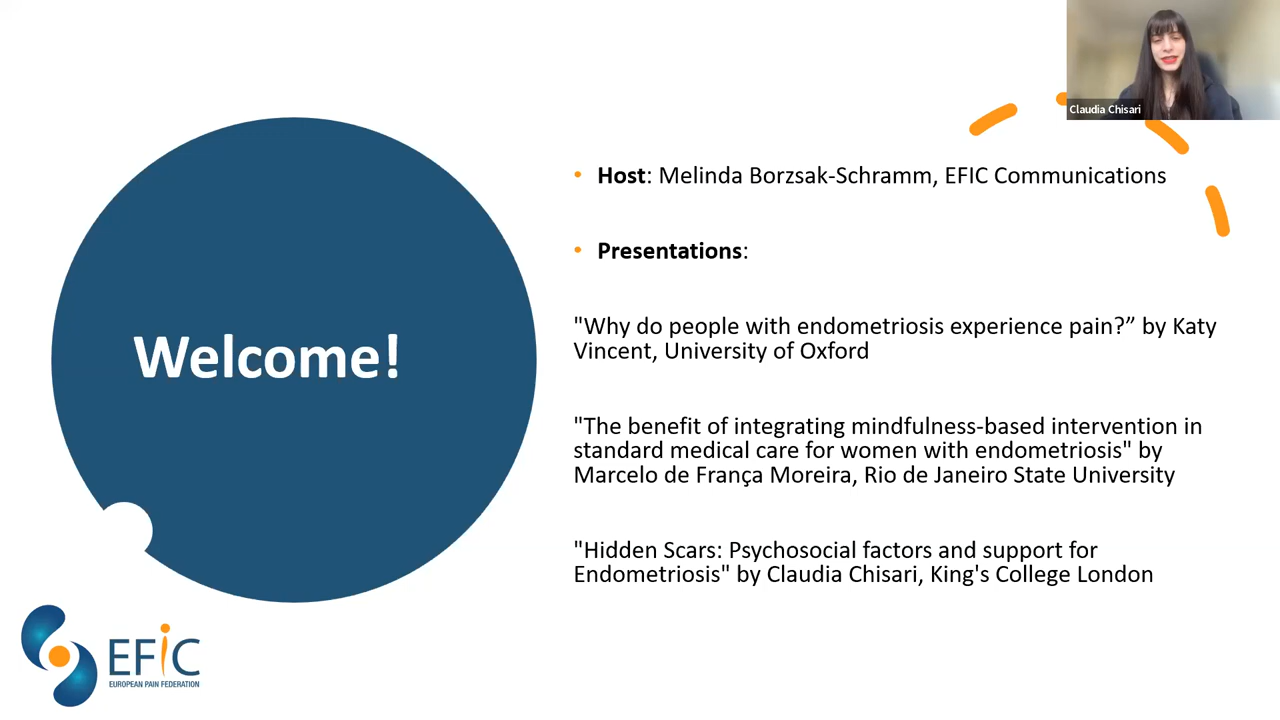 Claudia Chisari
• Host: Melinda Borzsak-Schramm, EFIC Communications
• Presentations:
"Why do people with endometriosis experience pain?” by Katy
Vincent, University of Oxford
"The benefit of integrating mindfulness-based intervention in
standard medical care for women with endometriosis" by
Marcelo de França Moreira, Rio de Janeiro State University
"Hidden Scars: Psychosocial factors and support for
Endometriosis" by Claudia Chisari, King's College London
Welcome!
EFIC
EUROPEAN PAIN FEDERATION